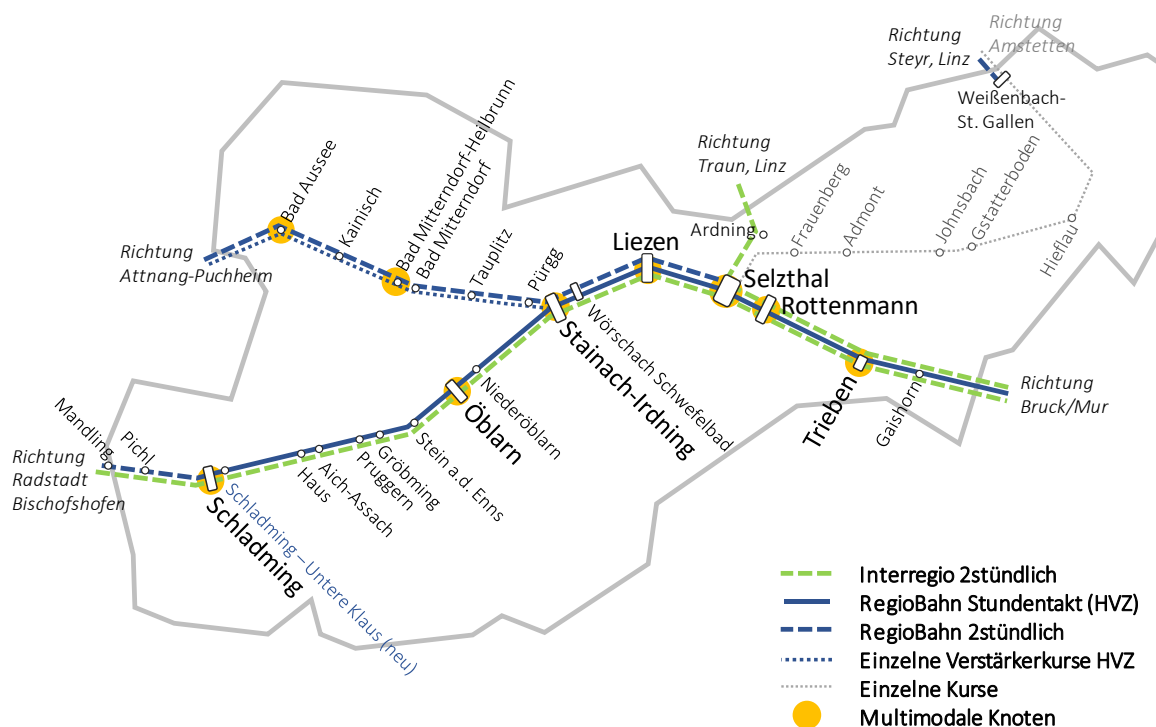 Richtung
Amstetten
Richtung
Steyr, Linz
Weißenbach-
St. Gallen
Richtung
Traun, Linz
Bad Aussee
Kainisch
Bad Mitterndorf-Heilbrunn
Bad Mitterndorf
Tauplitz
Pürgg
Richtung
Attnang-Puchheim
Liezen
Ardning
Frauenberg
Admont
Johnsbach
Gstatterboden
Hieflau
Selzthal
Rottenmann
Wörschach Schwefelbad
Stainach-Irdning
Niederöblarn
Öblarn
Trieben
Gaishorn
Richtung
Bruck/Mur
Mandling
Pichl
Richtung
Radstadt
Bischofshofen
Stein a.d. Enns
Gröbming
Pruggern
Aich-Assach
Haus
Schladming – Untere Klaus (neu)
Schladming
Interregio 2stündlich
RegioBahn Stundentakt (HVZ)
RegioBahn 2stündlich
Einzelne Verstärkerkurse HVZ
Einzelne Kurse
Multimodale Knoten